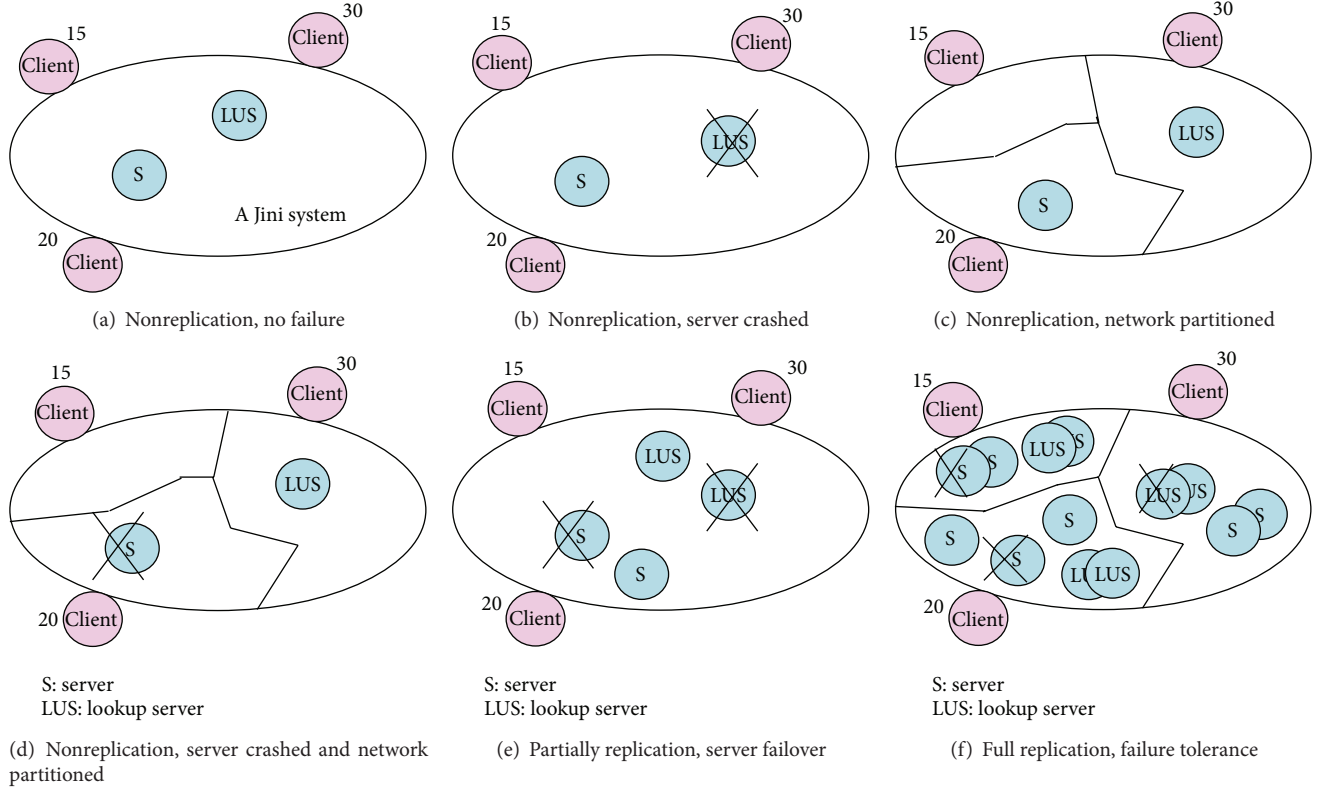 15
30
Client
Client
LUS
S
A Jini system
20
Client
(a) Nonreplication, no failure
15
30
Client
Client
LUS
S
20
Client
(b) Nonreplication, server crashed
15
30
Client
Client
LUS
S
20
Client
(c) Nonreplication, network partitioned
15
30
Client
Client
LUS
S
20
Client
S: server
LUS: lookup server
(d) Nonreplication, server crashed and network
partitioned
15
30
Client
Client
LUS
LUS
S
S
20
Client
S: server
LUS: lookup server
(e) Partially replication, server failover
15
30
Client
Client
LUS
S
S
S
LUS
US
S
S
S
S
S
LU
LUS
20
Client
S: server
LUS: lookup server
(f) Full replication, failure tolerance